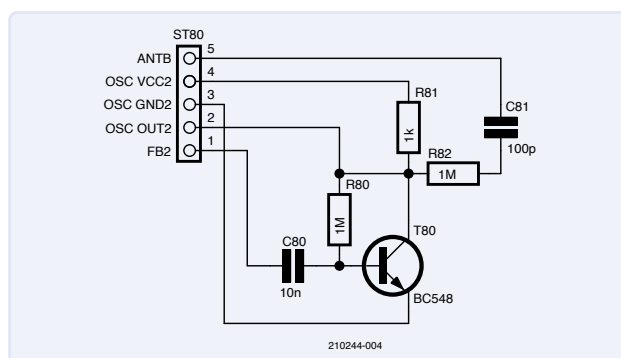 ST80
ANTB 5
OSC VCC2 4
OSC GND2 3
OSC OUT2 2
FB2 1
R81
1k
C81
100p
R82
1M
R80
1M
C80
10n
T80
BC548
210244-004